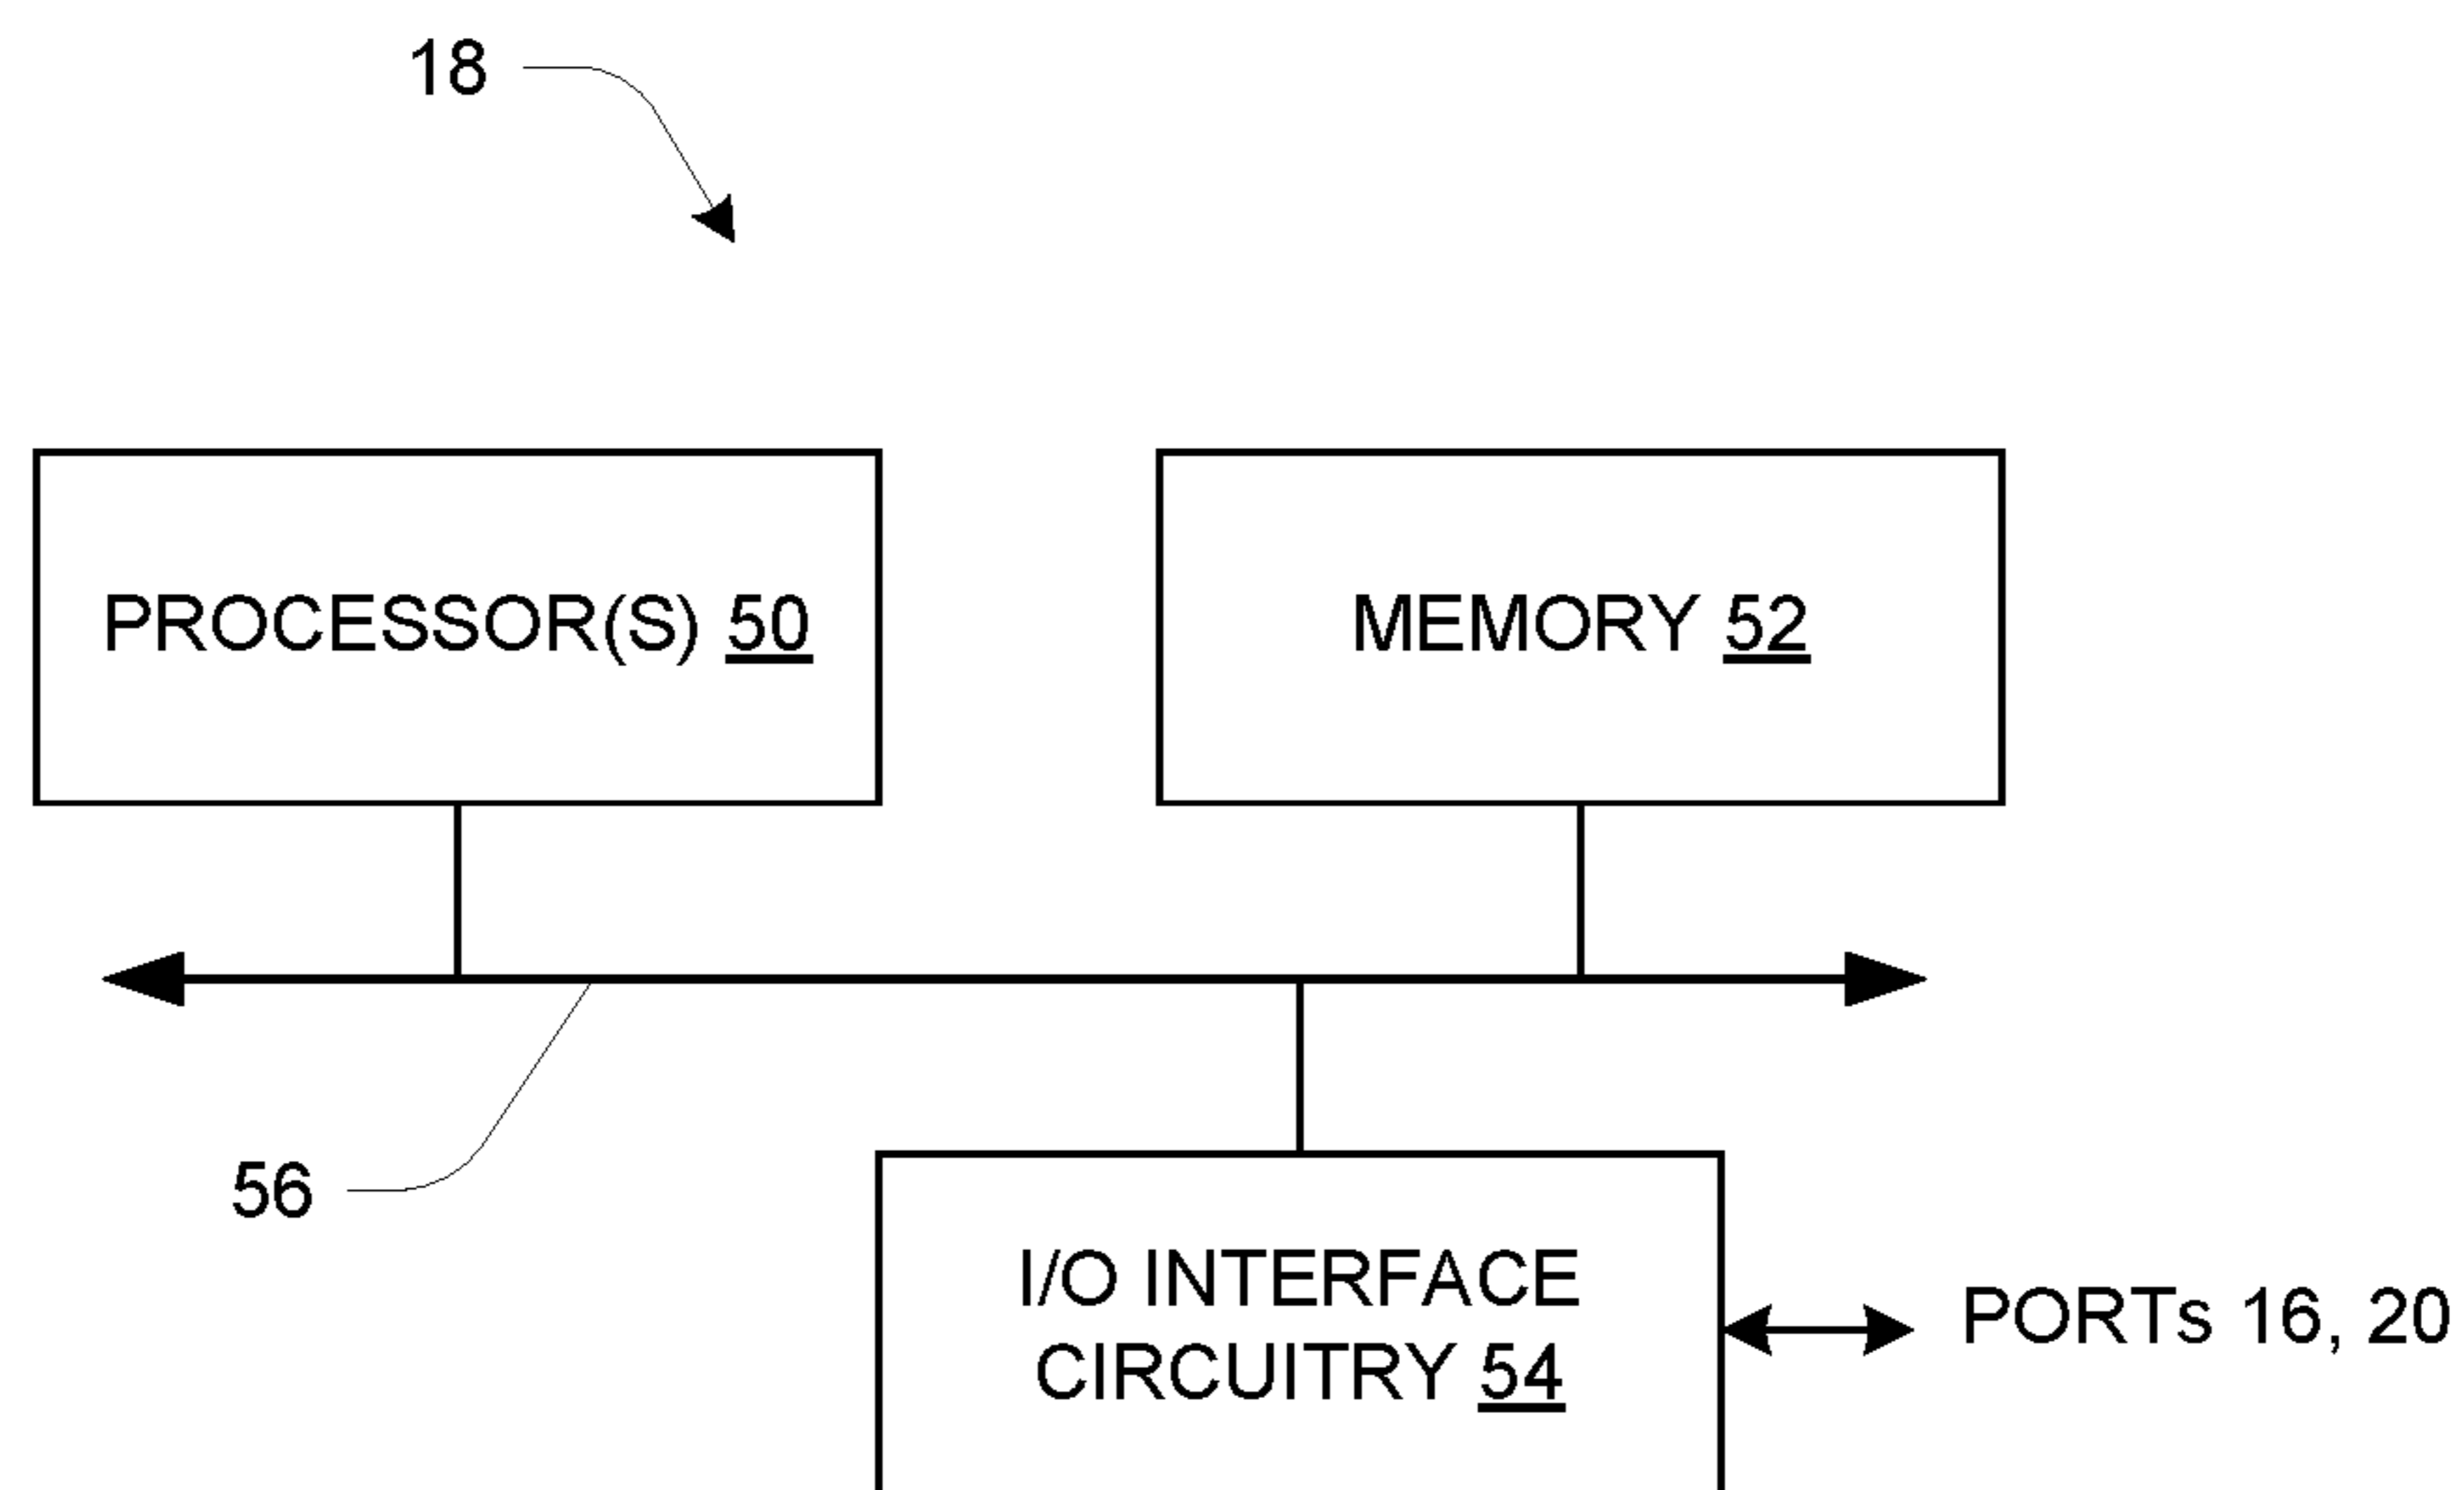 18
PROCESSOR(S) 50
MEMORY 52
56
I/O INTERFACE
CIRCUITRY 54
PORTs 16, 20